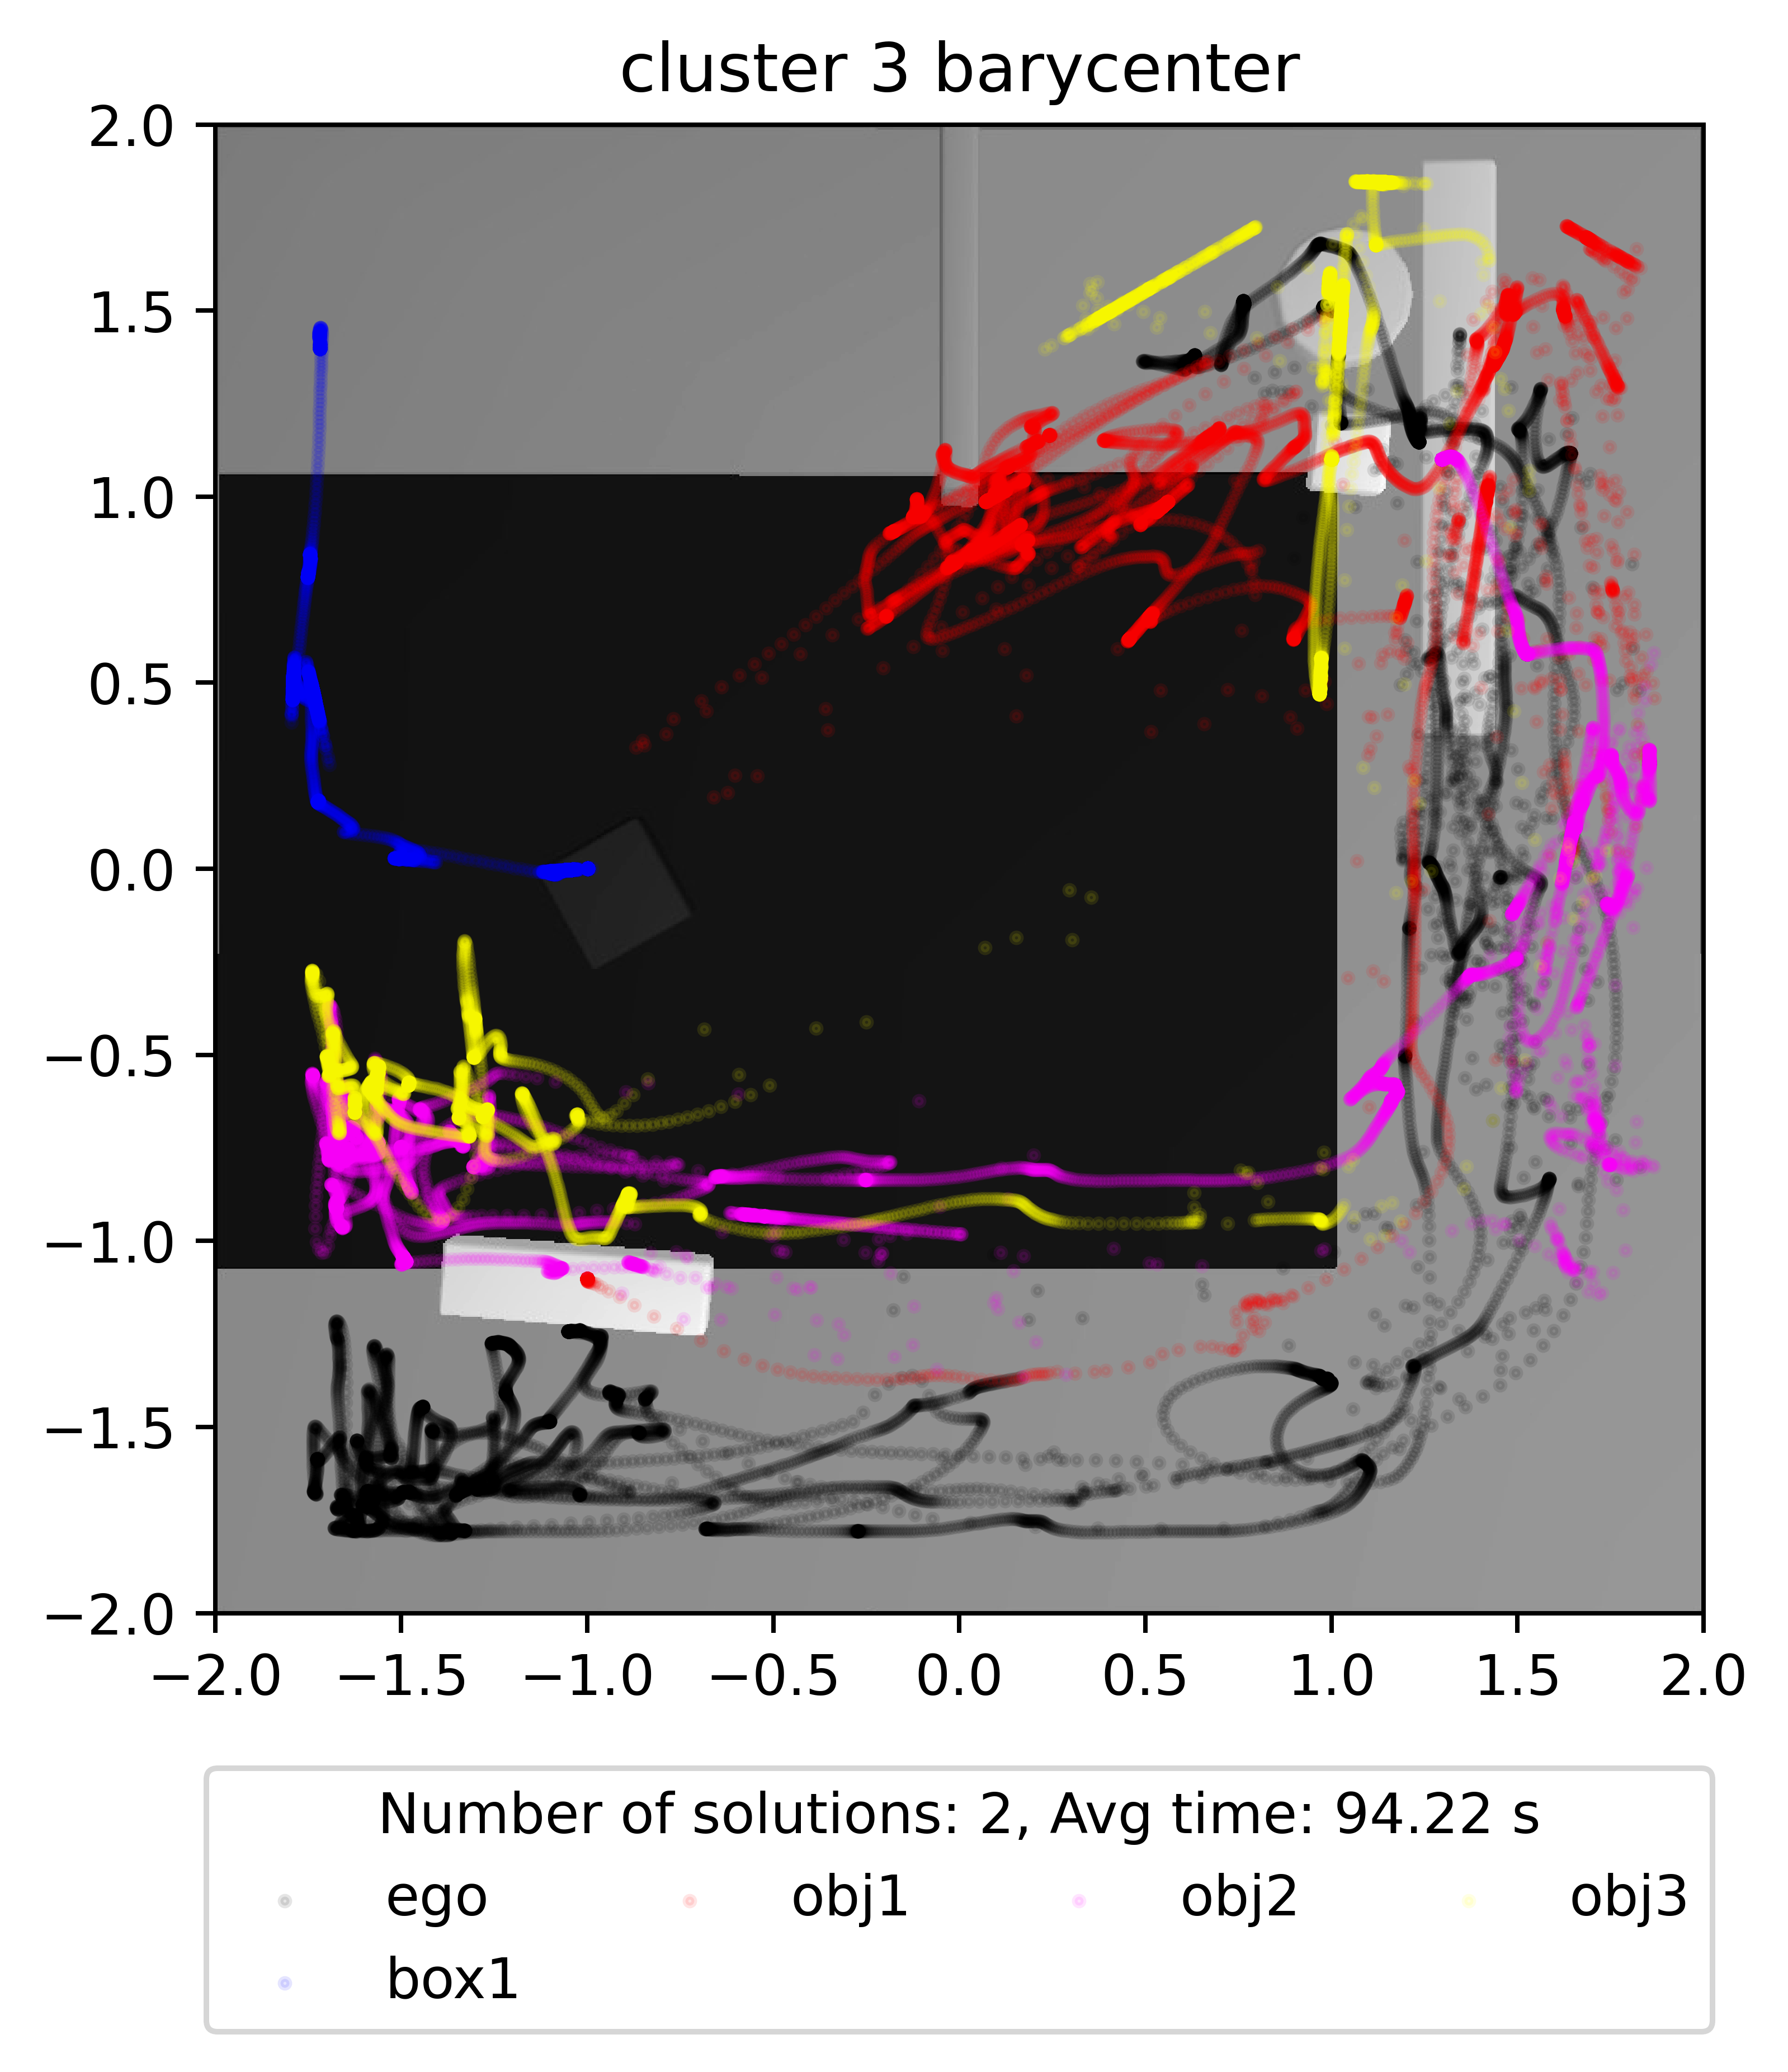 cluster 3 barycenter
2.0
1.5
1.0
0.5
0.0
−0.5
−1.0
−1.5
−2.0
−2.0 −1.5 −1.0 −0.5 0.0 0.5 1.0 1.5 2.0
Number of solutions: 2, Avg time: 94.22 s
ego obj1 obj2 obj3
box1